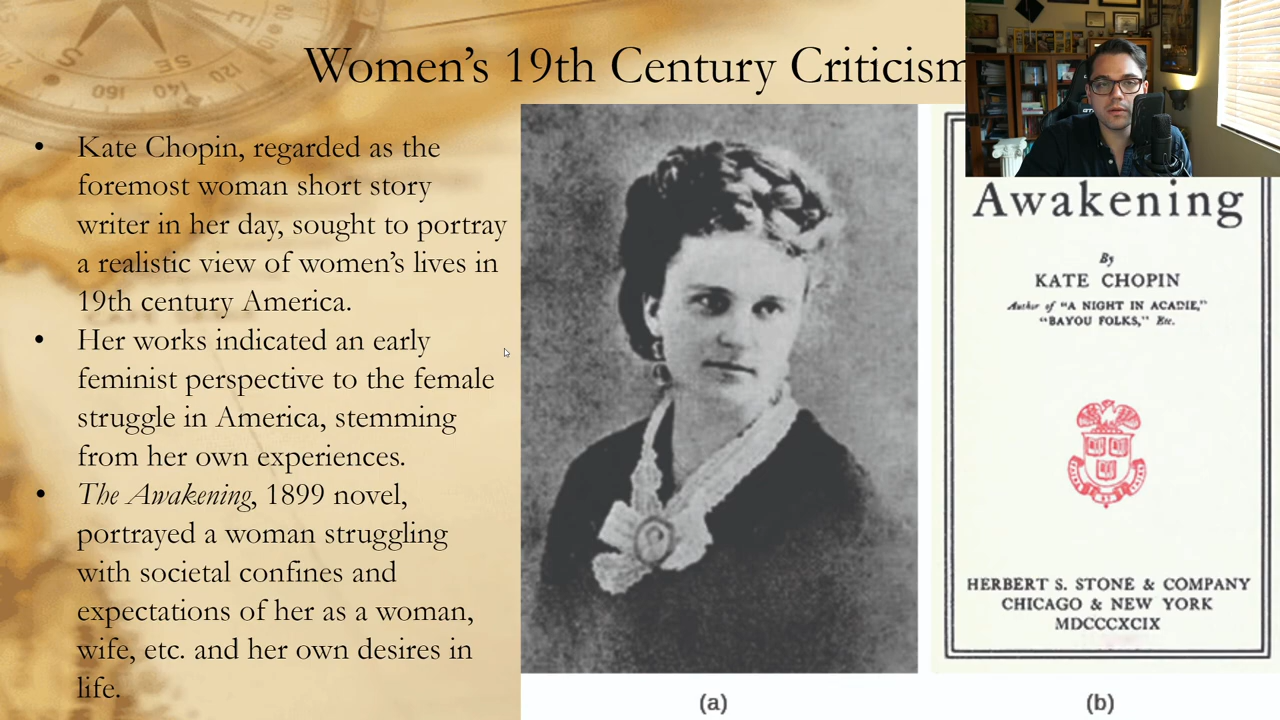 Women's 19th Century Criticism
• Kate Chopin, regarded as the
foremost woman short story
writer in her day, sought to portray
a realistic view of women's lives in
19th century America.
• Her works indicated an early
feminist perspective to the female
struggle in America, stemming
from her own experiences.
• The Awakening, 1899 novel,
portrayed a woman struggling
with societal confines and
expectations of her as a woman,
wife, etc. and her own desires in
life.
(a)
Awakening
By
KATE CHOPIN
Author of "A NIGHT IN ACADIE,"
"BAYOU FOLKS," Etc.
HERBERT S. STONE & COMPANY
CHICAGO & NEW YORK
MDCCCXCIX
(b)